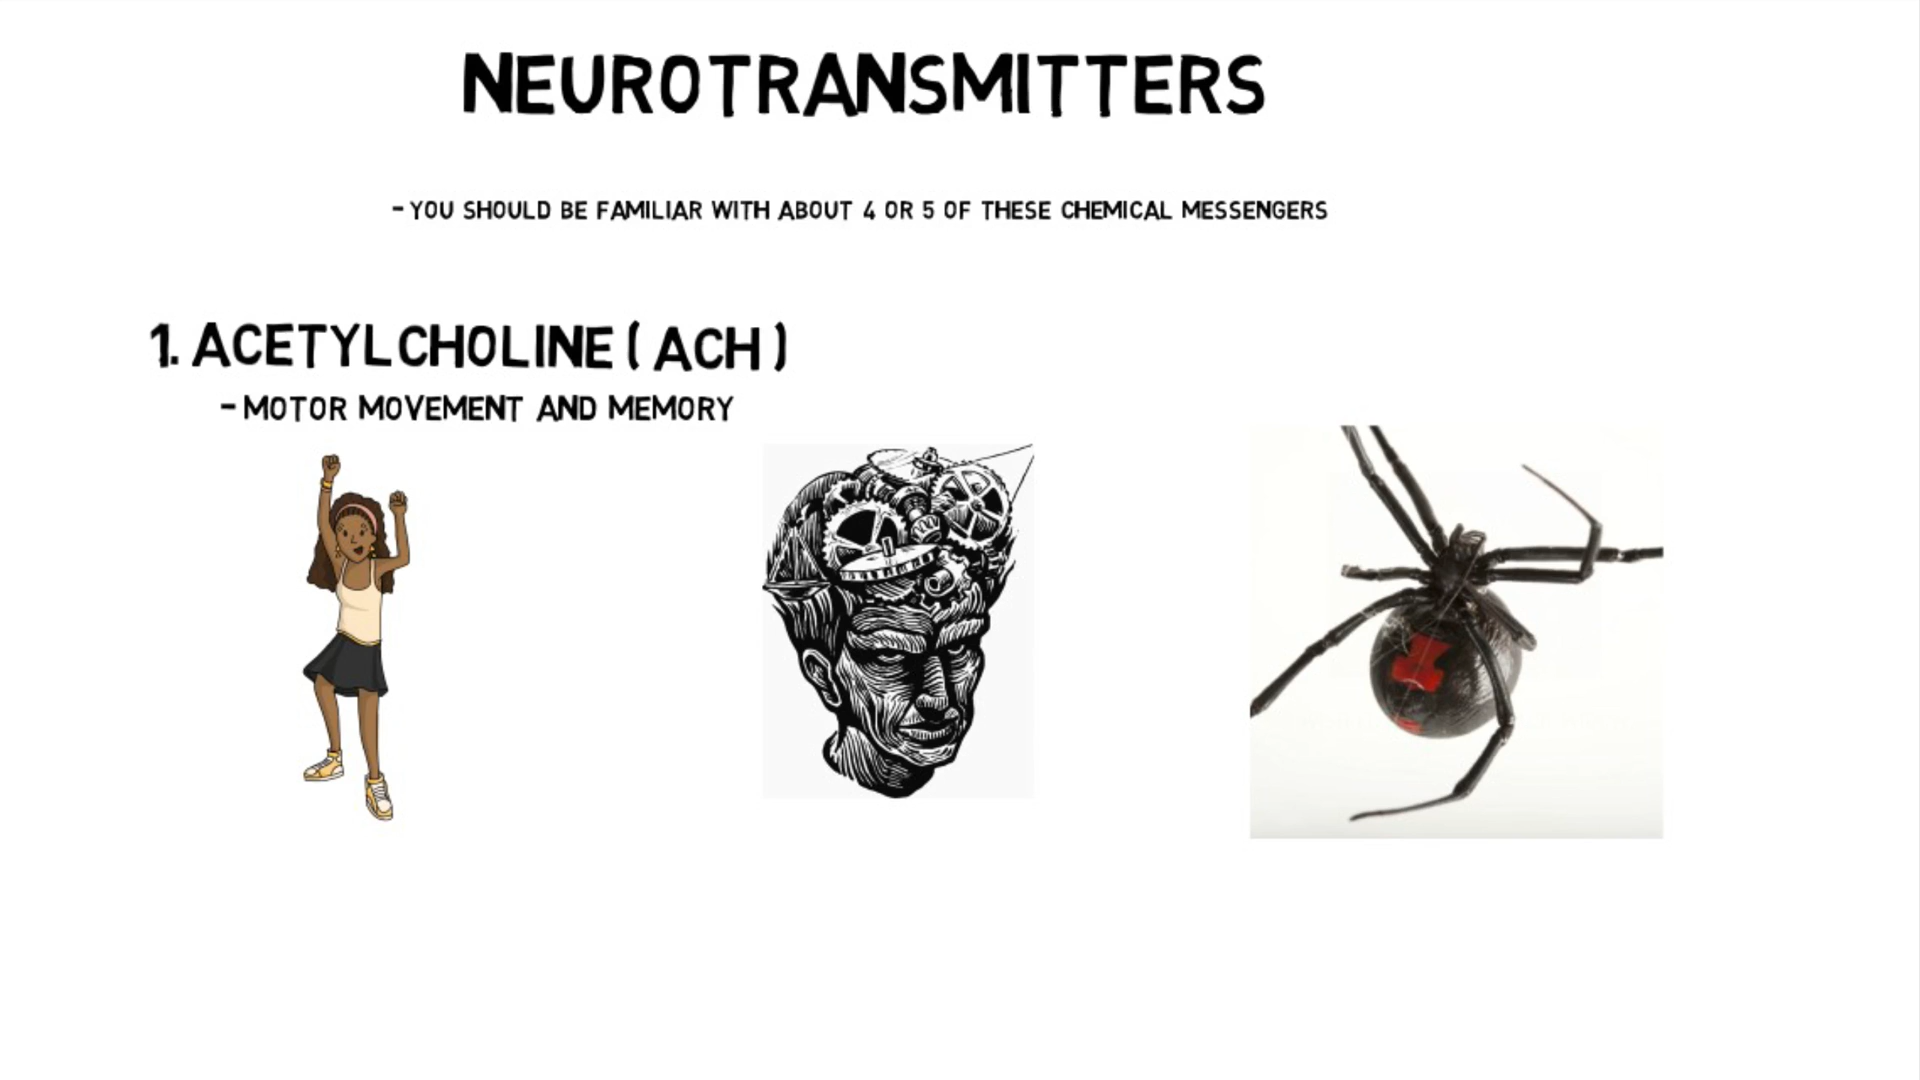 NEUROTRANSMITTERS
- YOU SHOULD BE FAMILIAR WITH ABOUT 4 OR 5 OF THESE CHEMICAL MESSENGERS
1. ACETYLCHOLINE ( ACH )
- MOTOR MOVEMENT AND MEMORY